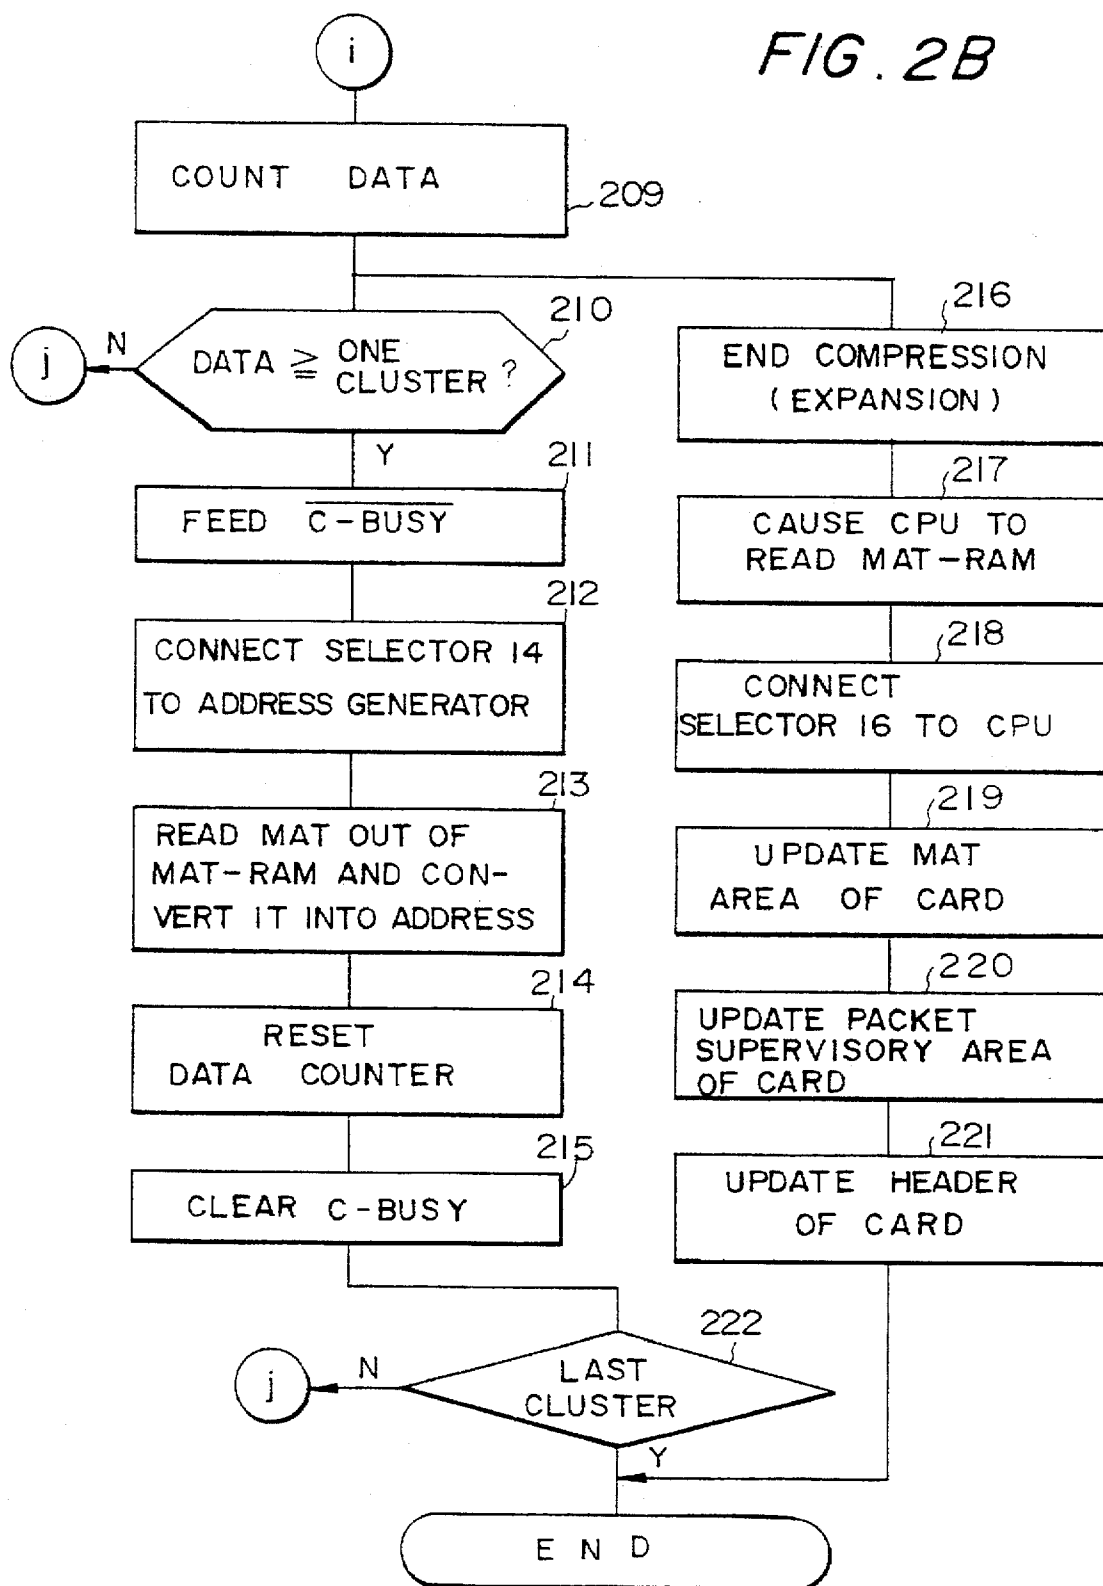 FIG. 2B
i
COUNT DATA
209
210
DATA ≧ ONE CLUSTER ?
N
j
Y
211
FEED C-BUSY
212
CONNECT SELECTOR 14
TO ADDRESS GENERATOR
213
READ MAT OUT OF
MAT-RAM AND CON-
VERT IT INTO ADDRESS
214
RESET
DATA COUNTER
215
CLEAR C-BUSY
216
END COMPRESSION
(EXPANSION)
217
CAUSE CPU TO
READ MAT-RAM
218
CONNECT
SELECTOR 16 TO CPU
219
UPDATE MAT
AREA OF CARD
220
UPDATE PACKET
SUPERVISORY AREA
OF CARD
221
UPDATE HEADER
OF CARD
222
LAST
CLUSTER
N
j
Y
END